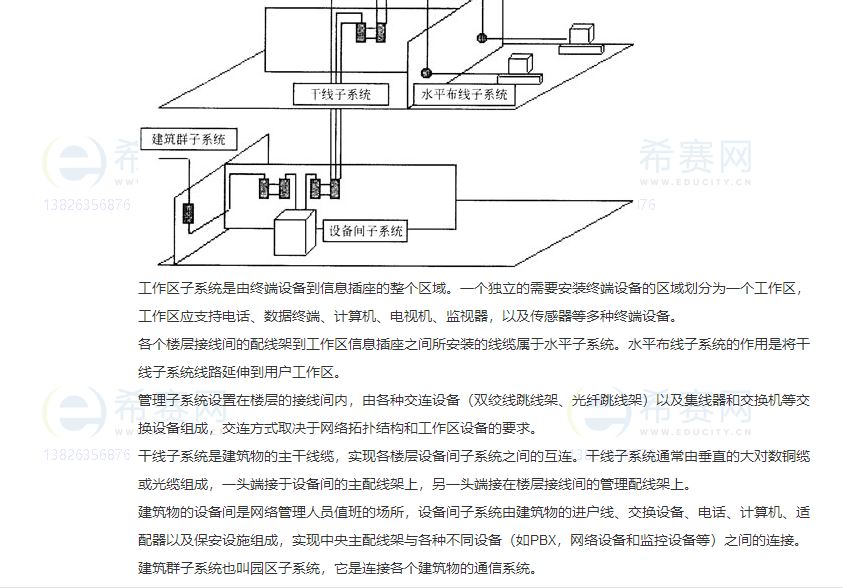 干线子系统
水平布线子系统
建筑群子系统
希赛网
希赛网
WWW.EDUCITY.CN
13826356876
设备间子系统
工作区子系统是由终端设备到信息插座的整个区域。一个独立的需要安装终端设备的区域划分为一个工作区，
工作区应支持电话、数据终端、计算机、电视机、监视器，以及传感器等多种终端设备。
各个楼层接线间的配线架到工作区信息插座之间所安装的线缆属于水平子系统。水平布线子系统的作用是将干
线子系统线路延伸到用户工作区。
管理子系统设置在楼层的接线间内，由各种交连设备（双绞线跳线架、光纤跳线架）以及集线器和交换机等交
希赛网
希赛网
换设备组成，交连方式取决于网络拓扑结构和工作区设备的要求。
WWW.EDUCITY.CN
WWW.EDUCITY.CN
13826356876
13826356876
干线子系统是建筑物的主干线缆，实现各楼层设备间子系统之间的互连。干线子系统通常由垂直的大对数铜缆
或光缆组成，一头端接于设备间的主配线架上，另一头端接在楼层接线间的管理配线架上。
建筑物的设备间是网络管理人员值班的场所，设备间子系统由建筑物的进户线、交换设备、电话、计算机、适
配器以及保安设施组成，实现中央主配线架与各种不同设备（如PBX，网络设备和监控设备等）之间的连接。
建筑群子系统也叫园区子系统，它是连接各个建筑物的通信系统。